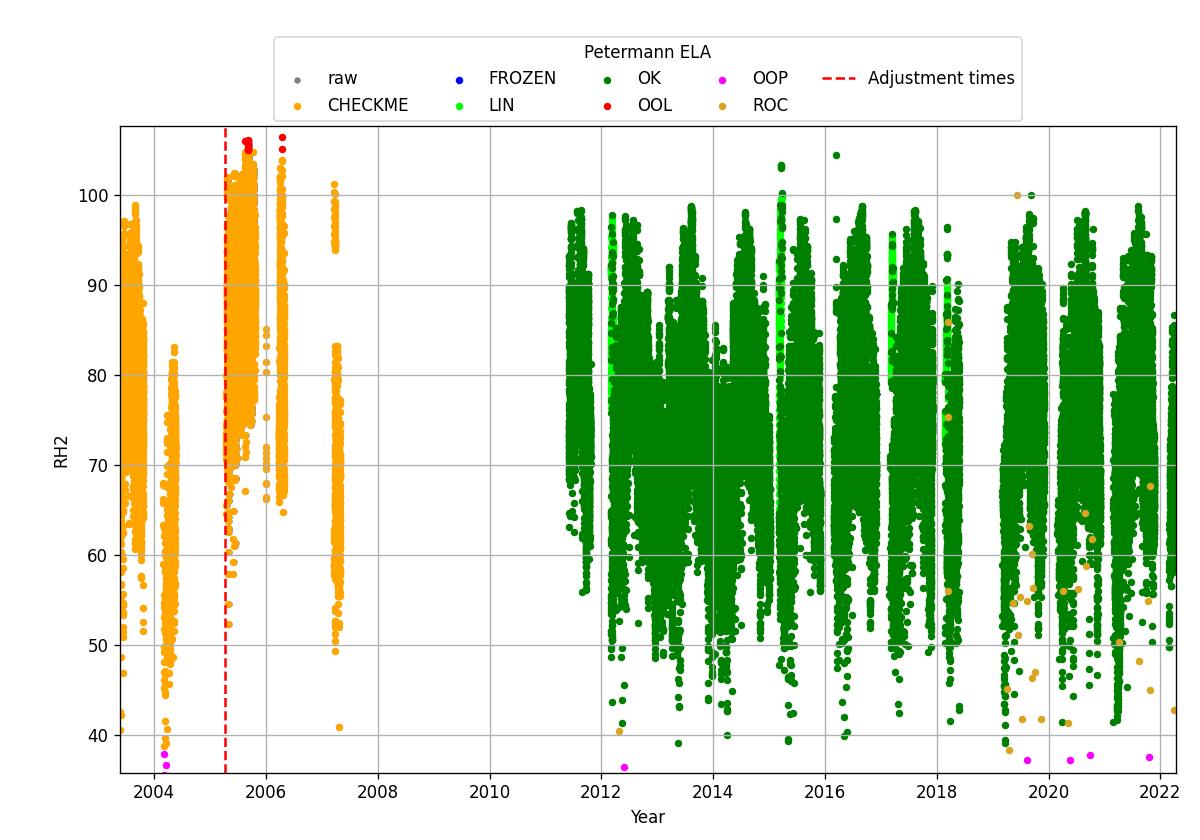 Petermann ELA
raw FROZEN OK OOP Adjustment times
CHECKME LIN OOL ROC
100
90
80
70
60
50
40
RH2
2004 2006 2008 2010 2012 2014 2016 2018 2020 2022
Year